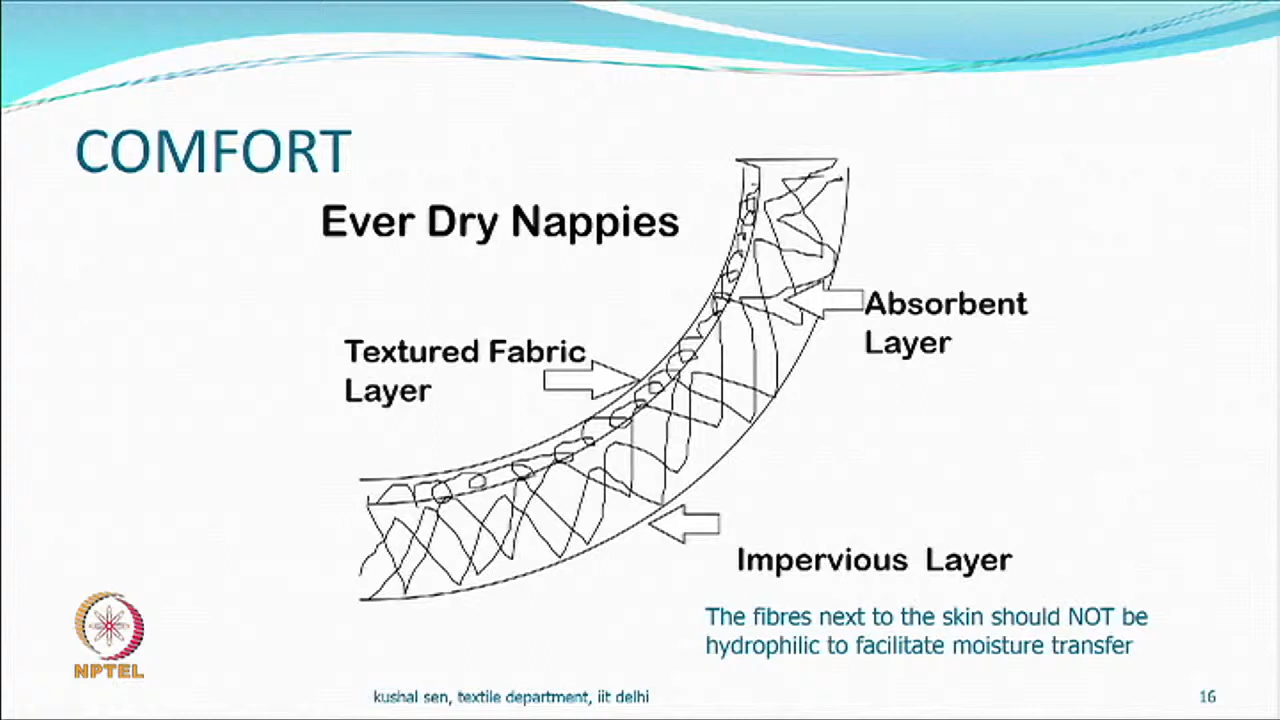 COMFORT
Ever Dry Nappies
Absorbent
Layer
Textured Fabric
Layer
Impervious Layer
The fibres next to the skin should NOT be
hydrophilic to facilitate moisture transfer
NPTEL
kushal sen, textile department, iit delhi
16